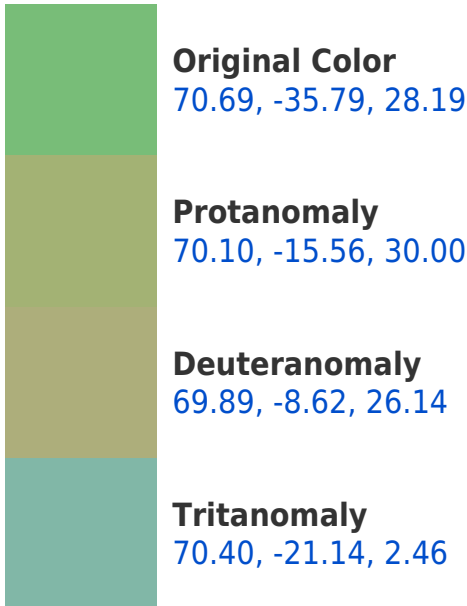 Original Color
70.69, -35.79, 28.19
Protanomaly
70.10, -15.56, 30.00
Deuteranomaly
69.89, -8.62, 26.14
Tritanomaly
70.40, -21.14, 2.46